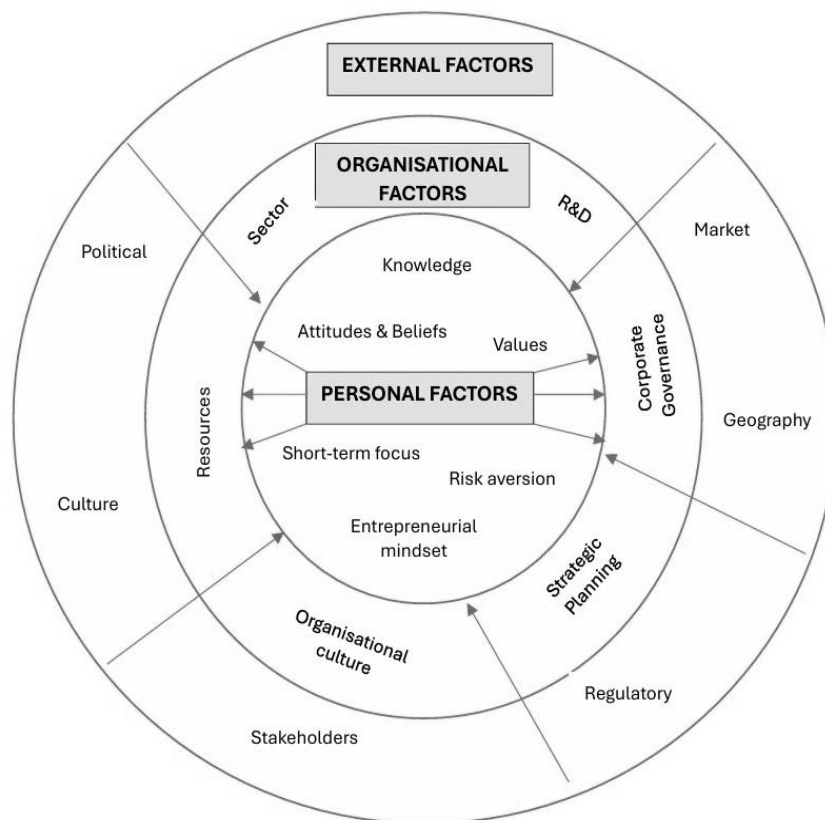 EXTERNAL FACTORS
ORGANISATIONAL
FACTORS
Sector
R&D
Political
Market
Knowledge
Attitudes & Beliefs
Values
Corporate
Governance
PERSONAL FACTORS
Resources
Geography
Short-term focus
Risk aversion
Culture
Entrepreneurial
mindset
Strategic
Planning
Organisational
culture
Regulatory
Stakeholders